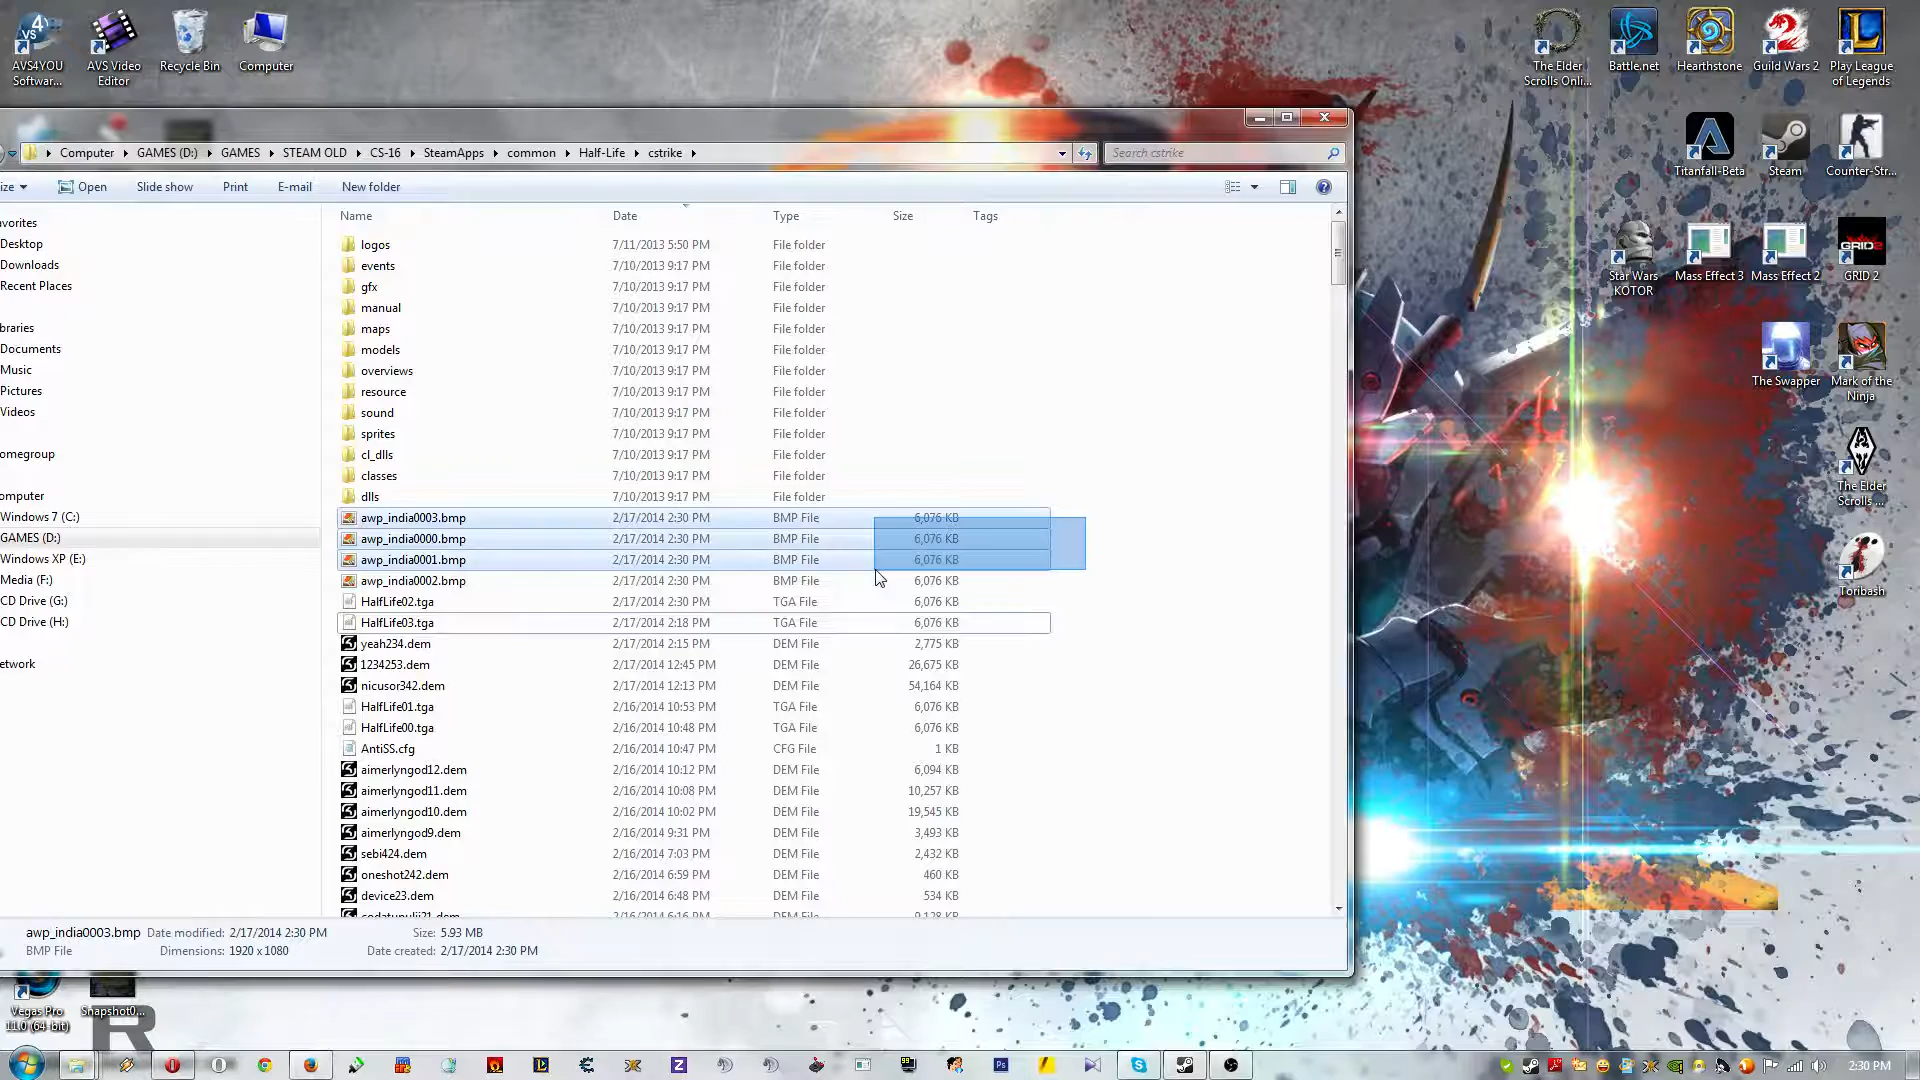 AVS4YOU Softwar...
AVS Video Editor
Recycle Bin
Computer
The Elder Scrolls Onli...
Battle.net
Hearthstone
Guild Wars 2
Play League of Legends
Computer GAMES (D:) GAMES STEAM OLD CS-16 SteamApps common Half-Life cstrike
Search cstrike
Titanfall-Beta
Steam
Counter-Str...
ize Open Slide show Print E-mail New folder
Name Date Type Size Tags
avorites
Desktop
Downloads
Recent Places
braries
Documents
Music
Pictures
Videos
omegroup
omputer
Windows 7 (C:)
GAMES (D:)
Windows XP (E:)
Media (F:)
CD Drive (G:)
CD Drive (H:)
etwork
logos 7/11/2013 5:50 PM File folder
events 7/10/2013 9:17 PM File folder
gfx 7/10/2013 9:17 PM File folder
manual 7/10/2013 9:17 PM File folder
maps 7/10/2013 9:17 PM File folder
models 7/10/2013 9:17 PM File folder
overviews 7/10/2013 9:17 PM File folder
resource 7/10/2013 9:17 PM File folder
sound 7/10/2013 9:17 PM File folder
sprites 7/10/2013 9:17 PM File folder
cl_dlls 7/10/2013 9:17 PM File folder
classes 7/10/2013 9:17 PM File folder
dlls 7/10/2013 9:17 PM File folder
awp_india0003.bmp 2/17/2014 2:30 PM BMP File 6,076 KB
awp_india0000.bmp 2/17/2014 2:30 PM BMP File 6,076 KB
awp_india0001.bmp 2/17/2014 2:30 PM BMP File 6,076 KB
awp_india0002.bmp 2/17/2014 2:30 PM BMP File 6,076 KB
HalfLife02.tga 2/17/2014 2:30 PM TGA File 6,076 KB
HalfLife03.tga 2/17/2014 2:18 PM TGA File 6,076 KB
yeah234.dem 2/17/2014 2:15 PM DEM File 2,775 KB
1234253.dem 2/17/2014 12:45 PM DEM File 26,675 KB
nicusor342.dem 2/17/2014 12:13 PM DEM File 54,164 KB
HalfLife01.tga 2/16/2014 10:53 PM TGA File 6,076 KB
HalfLife00.tga 2/16/2014 10:48 PM TGA File 6,076 KB
AntiSS.cfg 2/16/2014 10:47 PM CFG File 1 KB
aimerlyngod12.dem 2/16/2014 10:12 PM DEM File 6,094 KB
aimerlyngod11.dem 2/16/2014 10:08 PM DEM File 10,257 KB
aimerlyngod10.dem 2/16/2014 10:02 PM DEM File 19,545 KB
aimerlyngod9.dem 2/16/2014 9:31 PM DEM File 3,493 KB
sebi424.dem 2/16/2014 7:03 PM DEM File 2,432 KB
oneshot242.dem 2/16/2014 6:59 PM DEM File 460 KB
device23.dem 2/16/2014 6:48 PM DEM File 534 KB
2/16/2014 6:16 PM DEM File 9,128 KB
Star Wars KOTOR
Mass Effect 3
Mass Effect 2
GRID 2
The Swapper
Mark of the Ninja
The Elder Scrolls ...
Toribash
awp_india0003.bmp Date modified: 2/17/2014 2:30 PM Size: 5.93 MB
BMP File Dimensions: 1920 x 1080 Date created: 2/17/2014 2:30 PM
Vegas Pro 11.0 (64-bit)
Snapshot0...
R
2:30 PM